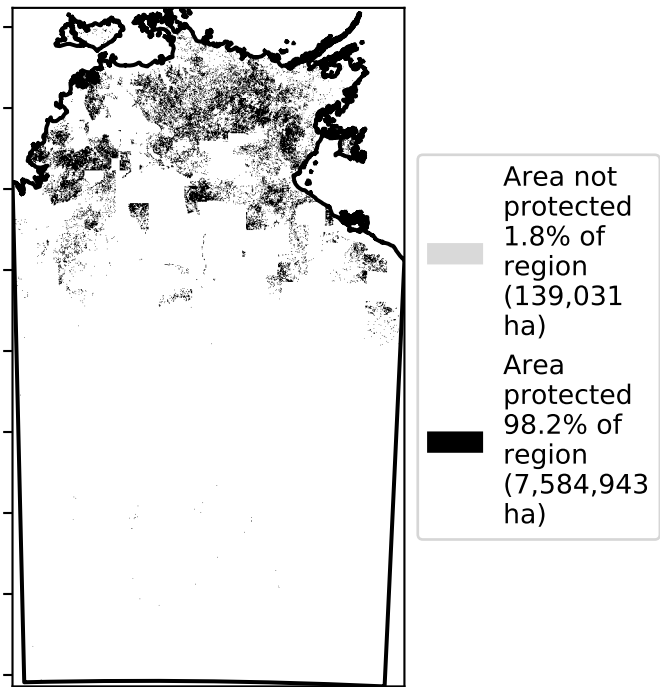 Area not
protected
1.8% of
region
(139,031
ha)
Area
protected
98.2% of
region
(7,584,943
ha)